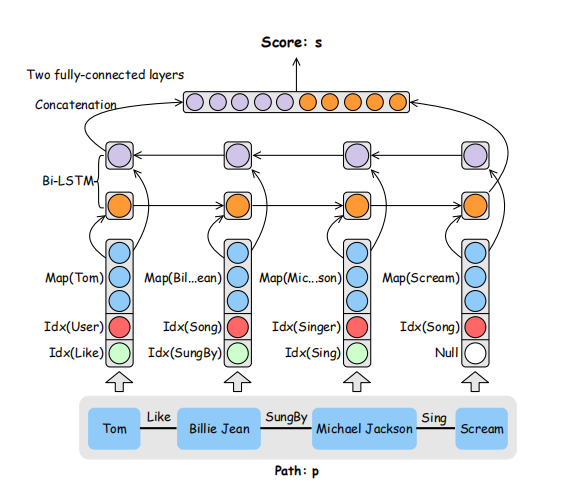 Score: s
Two fully-connected layers
Concatenation
Bi-LSTM
Map(Tom) Map(Bil...ean) Map(Mic...son) Map(Scream)
Idx(User) Idx(Song) Idx(Singer) Idx(Song)
Idx(Like) Idx(SungBy) Idx(Sing) Null
Like SungBy Sing
Tom Billie Jean Michael Jackson Scream
Path: p